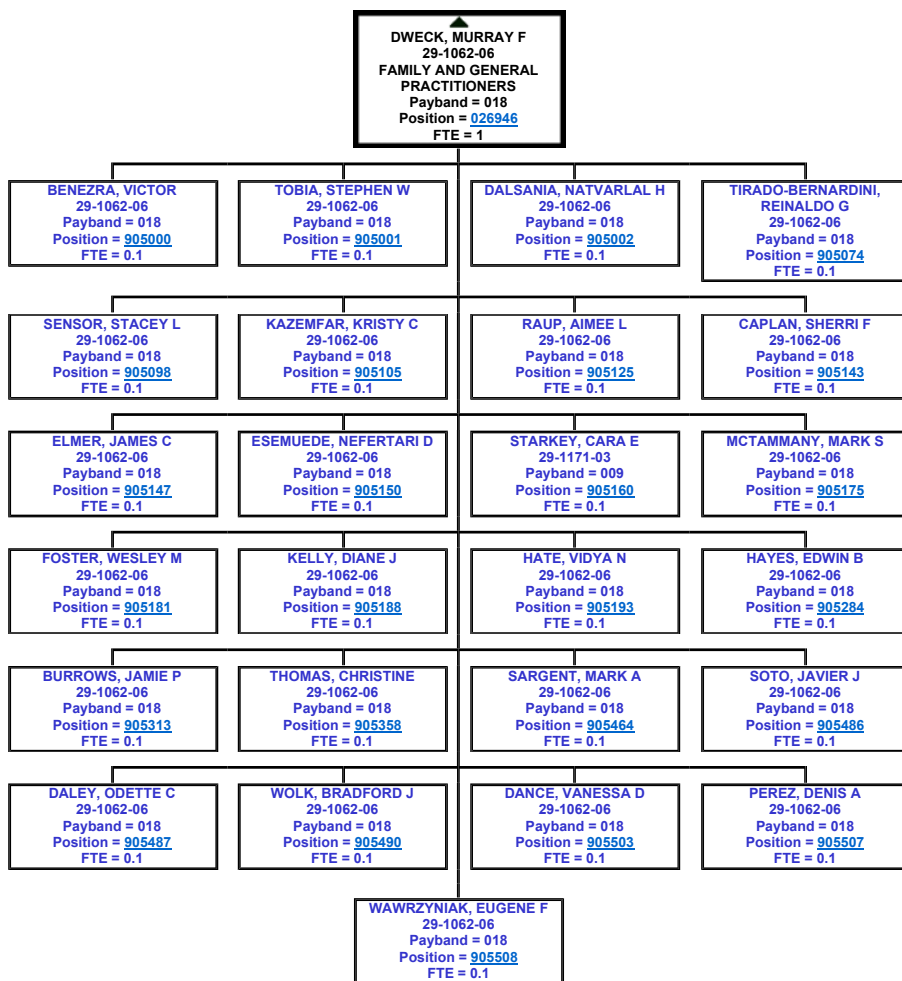 DWECK, MURRAY F
29-1062-06
FAMILY AND GENERAL
PRACTITIONERS
Payband = 018
Position = 026946
FTE = 1
BENEZRA, VICTOR
29-1062-06
Payband = 018
Position = 905000
FTE = 0.1
TOBIA, STEPHEN W
29-1062-06
Payband = 018
Position = 905001
FTE = 0.1
DALSANIA, NATVARLAL H
29-1062-06
Payband = 018
Position = 905002
FTE = 0.1
TIRADO-BERNARDINI,
REINALDO G
29-1062-06
Payband = 018
Position = 905074
FTE = 0.1
SENSOR, STACEY L
29-1062-06
Payband = 018
Position = 905098
FTE = 0.1
KAZEMFAR, KRISTY C
29-1062-06
Payband = 018
Position = 905105
FTE = 0.1
RAUP, AIMEE L
29-1062-06
Payband = 018
Position = 905125
FTE = 0.1
CAPLAN, SHERRI F
29-1062-06
Payband = 018
Position = 905143
FTE = 0.1
ELMER, JAMES C
29-1062-06
Payband = 018
Position = 905147
FTE = 0.1
ESEMUEDE, NEFERTARI D
29-1062-06
Payband = 018
Position = 905150
FTE = 0.1
STARKEY, CARA E
29-1171-03
Payband = 009
Position = 905160
FTE = 0.1
MCTAMMANY, MARK S
29-1062-06
Payband = 018
Position = 905175
FTE = 0.1
FOSTER, WESLEY M
29-1062-06
Payband = 018
Position = 905181
FTE = 0.1
KELLY, DIANE J
29-1062-06
Payband = 018
Position = 905188
FTE = 0.1
HATE, VIDYA N
29-1062-06
Payband = 018
Position = 905193
FTE = 0.1
HAYES, EDWIN B
29-1062-06
Payband = 018
Position = 905284
FTE = 0.1
BURROWS, JAMIE P
29-1062-06
Payband = 018
Position = 905313
FTE = 0.1
THOMAS, CHRISTINE
29-1062-06
Payband = 018
Position = 905358
FTE = 0.1
SARGENT, MARK A
29-1062-06
Payband = 018
Position = 905464
FTE = 0.1
SOTO, JAVIER J
29-1062-06
Payband = 018
Position = 905486
FTE = 0.1
DALEY, ODETTE C
29-1062-06
Payband = 018
Position = 905487
FTE = 0.1
WOLK, BRADFORD J
29-1062-06
Payband = 018
Position = 905490
FTE = 0.1
DANCE, VANESSA D
29-1062-06
Payband = 018
Position = 905503
FTE = 0.1
PEREZ, DENIS A
29-1062-06
Payband = 018
Position = 905507
FTE = 0.1
WAWRZYNIAK, EUGENE F
29-1062-06
Payband = 018
Position = 905508
FTE = 0.1